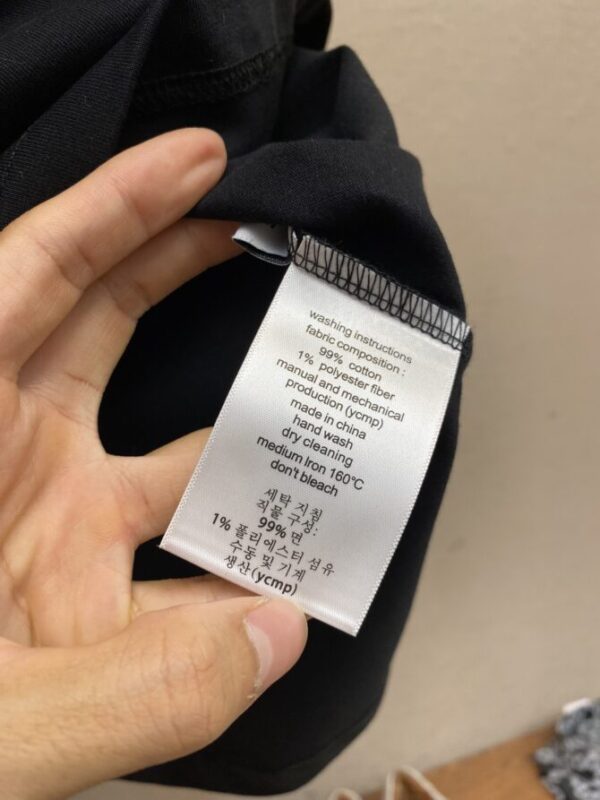 washing instructions
fabric composition :
99% cotton
1% polyester fiber
manual and mechanical
production (ycmp)
made in china
hand wash
dry cleaning
medium Iron 160℃
don't bleach
세탁 지침
직물 구성:
99% 면
1% 폴리에스터 섬유
수동 및 기계
생산(ycmp)